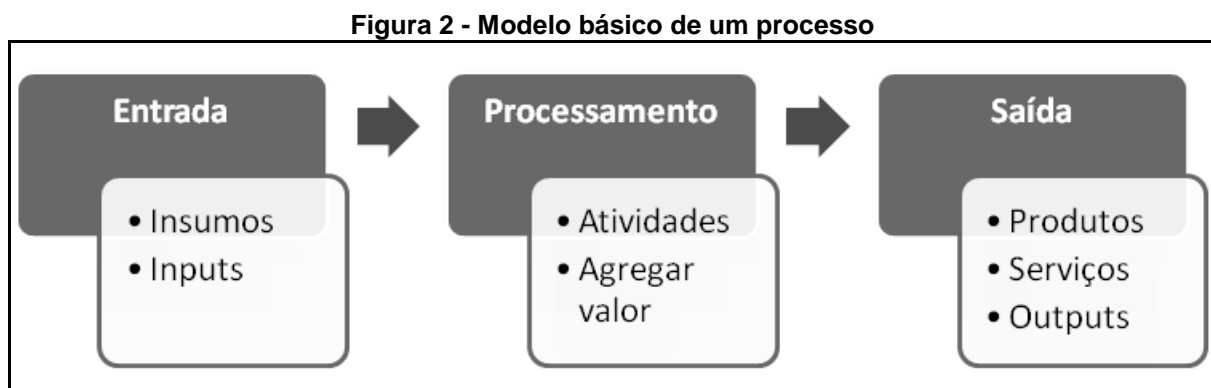 Figura 2 - Modelo básico de um processo
Entrada
• Insumos
• Inputs
Processamento
• Atividades
• Agregar
valor
Saída
• Produtos
• Serviços
• Outputs